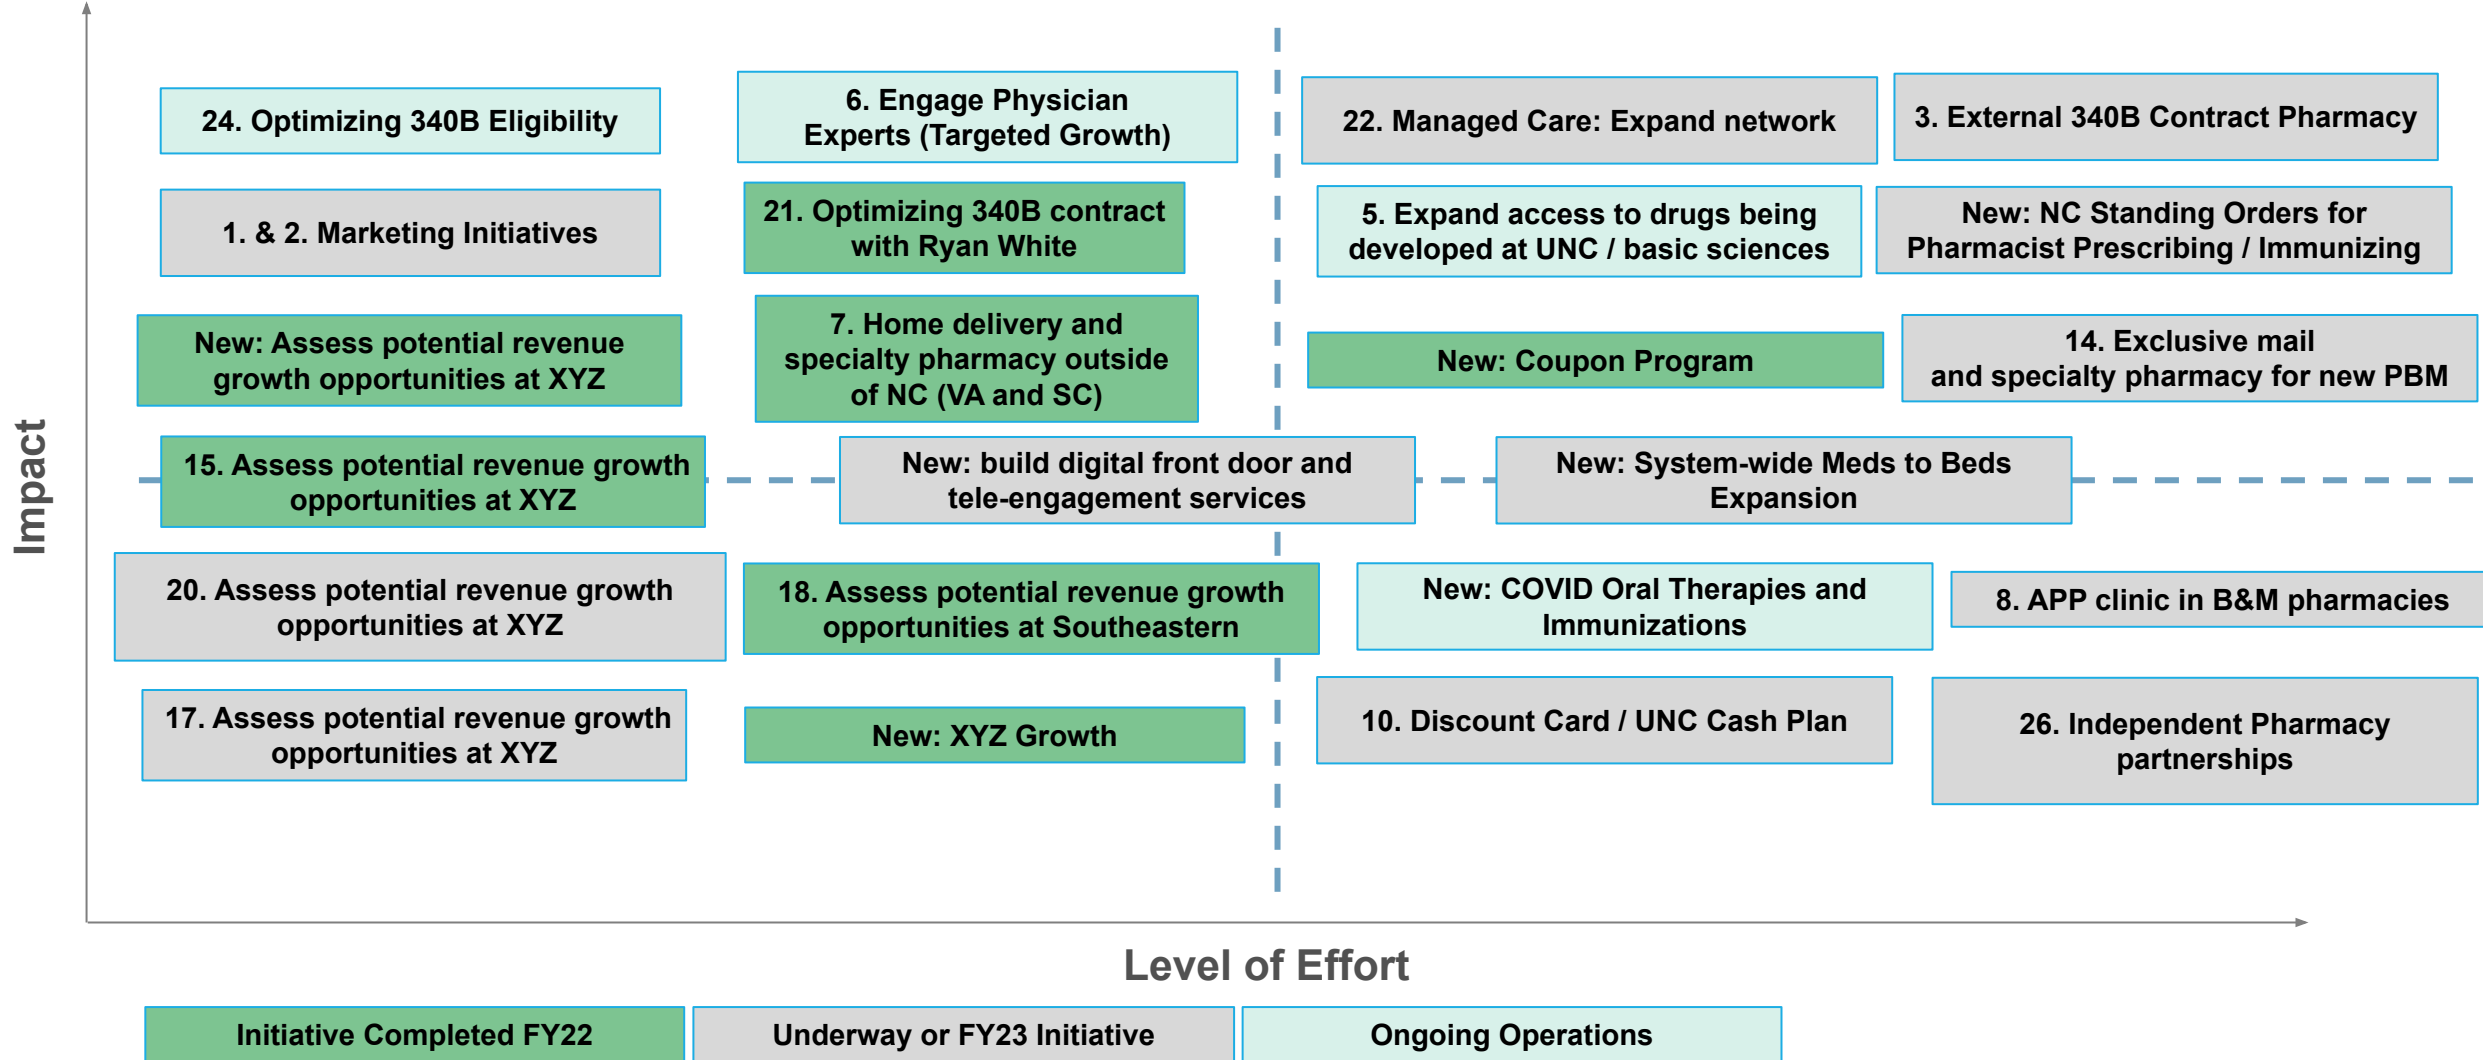 Impact
24. Optimizing 340B Eligibility
6. Engage Physician
Experts (Targeted Growth)
22. Managed Care: Expand network
3. External 340B Contract Pharmacy
1. & 2. Marketing Initiatives
21. Optimizing 340B contract
with Ryan White
5. Expand access to drugs being
developed at UNC / basic sciences
New: NC Standing Orders for
Pharmacist Prescribing / Immunizing
New: Assess potential revenue
growth opportunities at XYZ
7. Home delivery and
specialty pharmacy outside
of NC (VA and SC)
New: Coupon Program
14. Exclusive mail
and specialty pharmacy for new PBM
15. Assess potential revenue growth
opportunities at XYZ
New: build digital front door and
tele-engagement services
New: System-wide Meds to Beds
Expansion
20. Assess potential revenue growth
opportunities at XYZ
18. Assess potential revenue growth
opportunities at Southeastern
New: COVID Oral Therapies and
Immunizations
8. APP clinic in B&M pharmacies
17. Assess potential revenue growth
opportunities at XYZ
New: XYZ Growth
10. Discount Card / UNC Cash Plan
26. Independent Pharmacy
partnerships
Level of Effort
Initiative Completed FY22
Underway or FY23 Initiative
Ongoing Operations